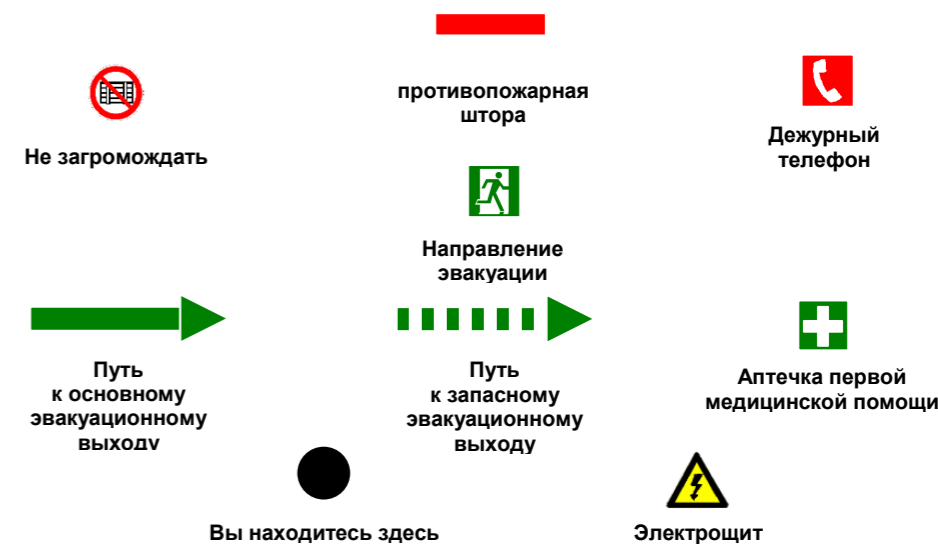 противопожарная
штора
Не загромождать
Дежурный
телефон
Направление
эвакуации
Путь
к основному
эвакуационному
выходу
Путь
к запасному
эвакуационному
выходу
Аптечка первой
медицинской помощи
Вы находитесь здесь
Электрощит